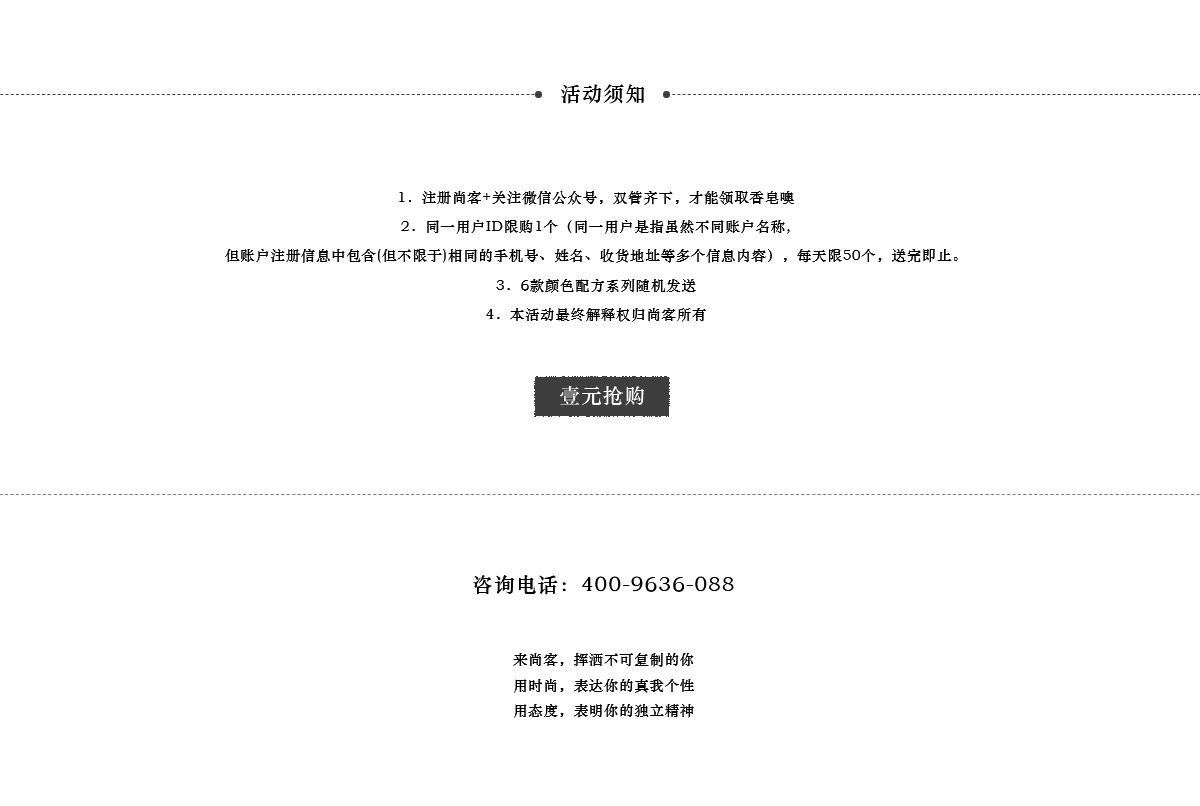 活动须知
1. 注册尚客+关注微信公众号，双管齐下，才能领取香皂噢
2. 同一用户ID限购1个（同一用户是指虽然不同账户名称,
但账户注册信息中包含(但不限于)相同的手机号、姓名、收货地址等多个信息内容），每天限50个，送完即止。
3. 6款颜色配方系列随机发送
4. 本活动最终解释权归尚客所有
壹元抢购
咨询电话：400-9636-088
来尚客，挥洒不可复制的你
用时尚，表达你的真我个性
用态度，表明你的独立精神